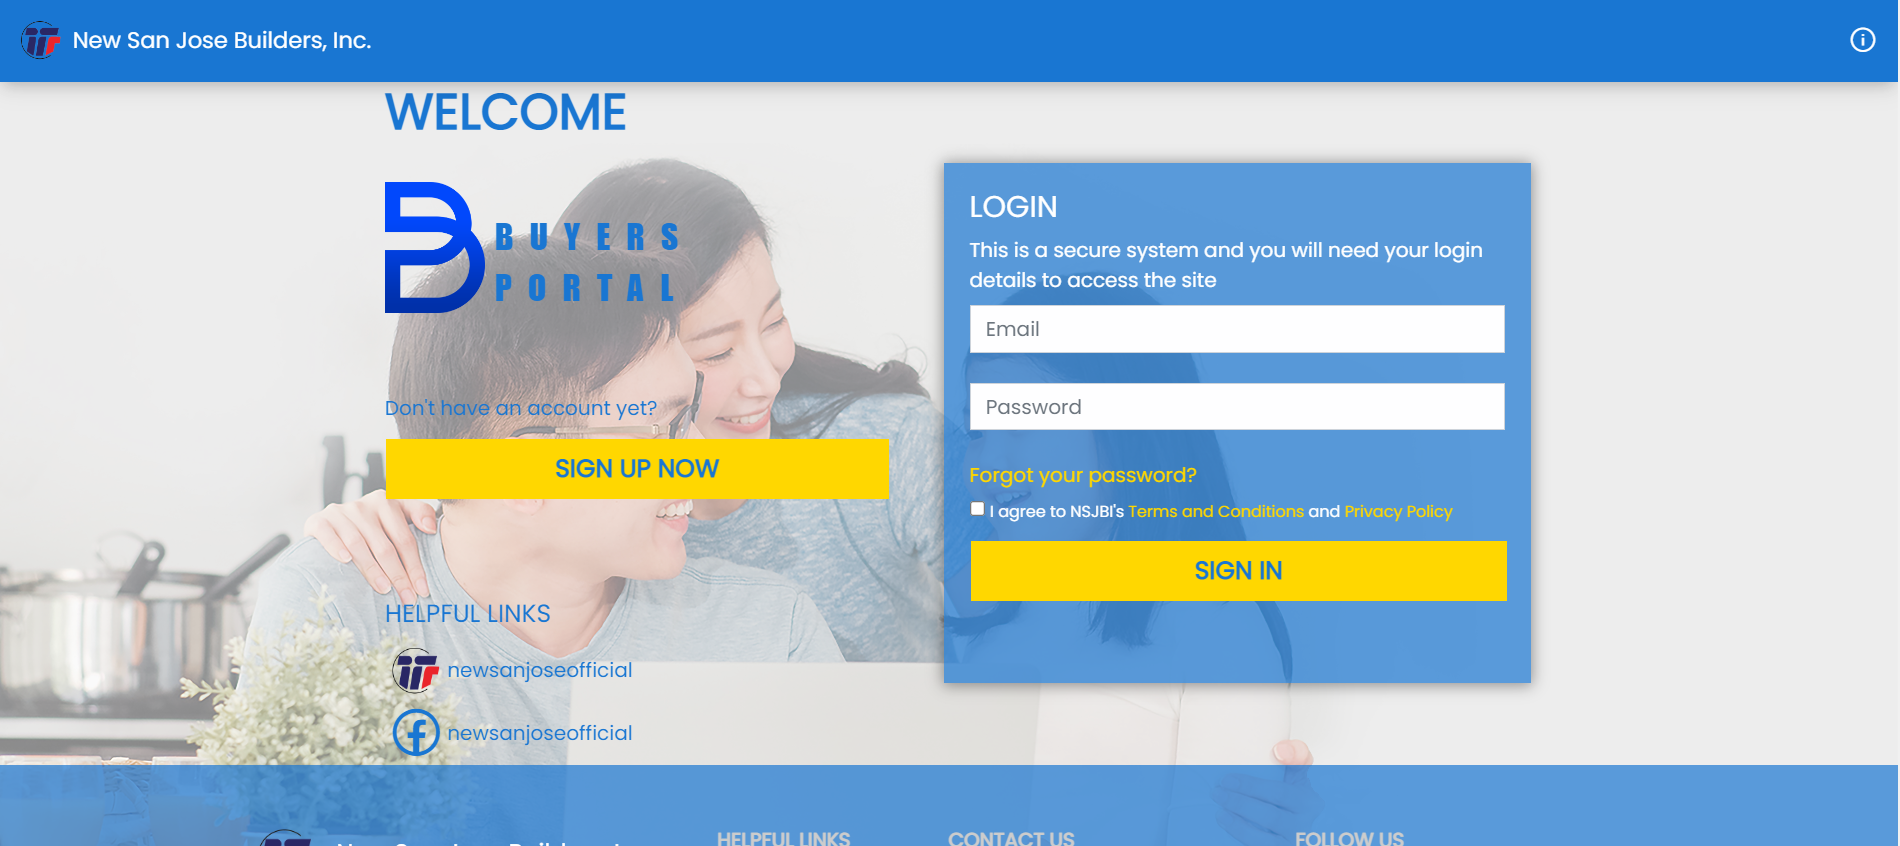 New San Jose Builders, Inc.
WELCOME
BUYERS
PORTAL
Don't have an account yet?
SIGN UP NOW
HELPFUL LINKS
newsanjoseofficial
newsanjoseofficial
LOGIN
This is a secure system and you will need your login
details to access the site
Email
Password
Forgot your password?
I agree to NSJBI's Terms and Conditions and Privacy Policy
SIGN IN
HELPFUL LINKS
CONTACT US
FOLLOW US